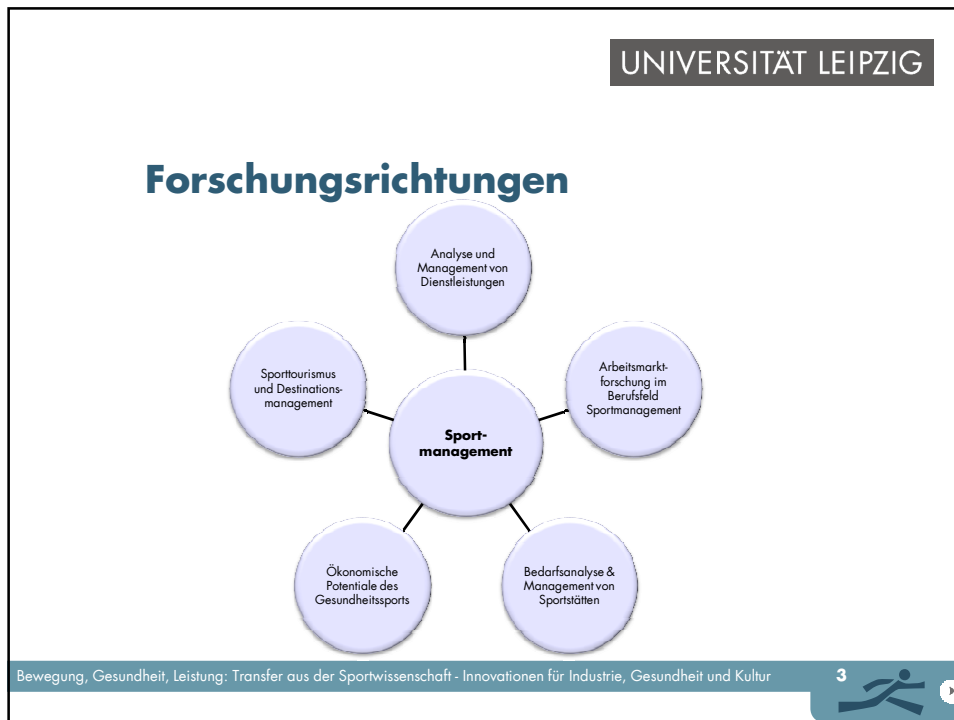 UNIVERSITÄT LEIPZIG
Forschungsrichtungen
Analyse und
Management von
Dienstleistungen
Sporttourismus
und Destinations-
management
Arbeitsmarkt-
forschung im
Berufsfeld
Sportmanagement
Sport-
management
Ökonomische
Potentiale des
Gesundheitssports
Bedarfsanalyse &
Management von
Sportstätten
Bewegung, Gesundheit, Leistung: Transfer aus der Sportwissenschaft - Innovationen für Industrie, Gesundheit und Kultur
3